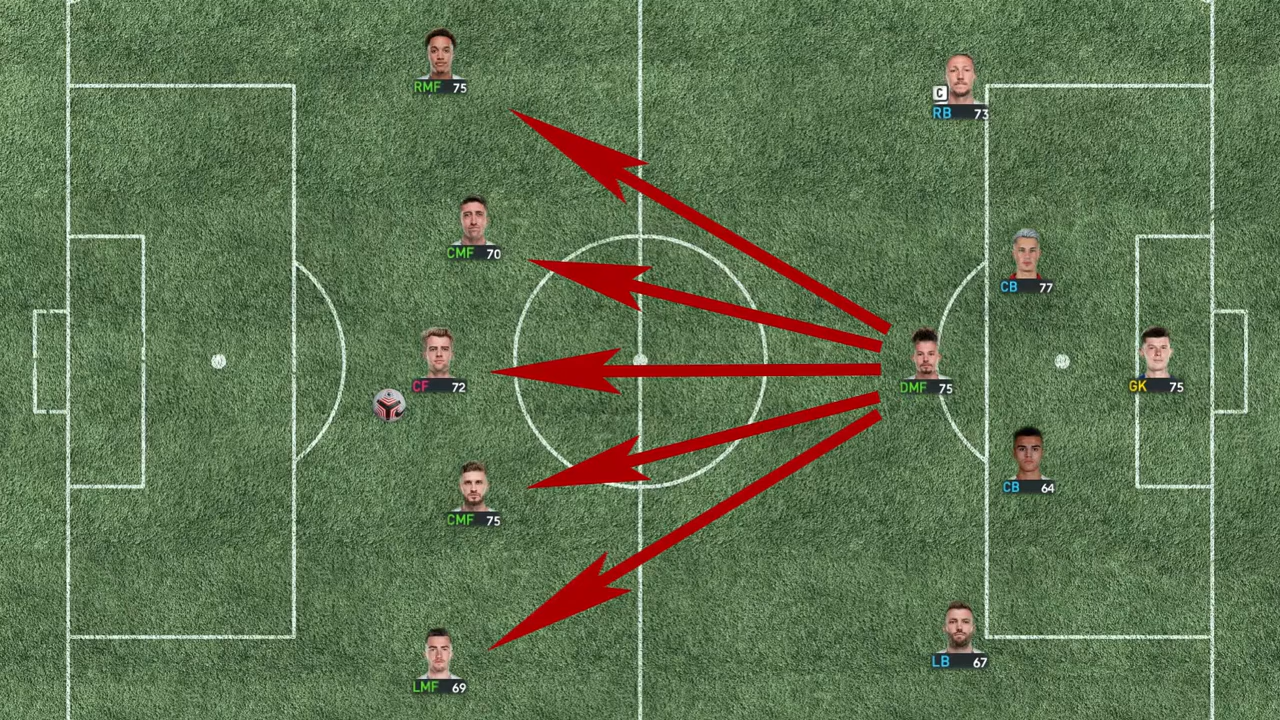 RMF 75
C
RB 73
CMF 70
CB 77
CF 72
DMF 75
GK 75
CMF 75
CB 64
LMF 69
LB 67